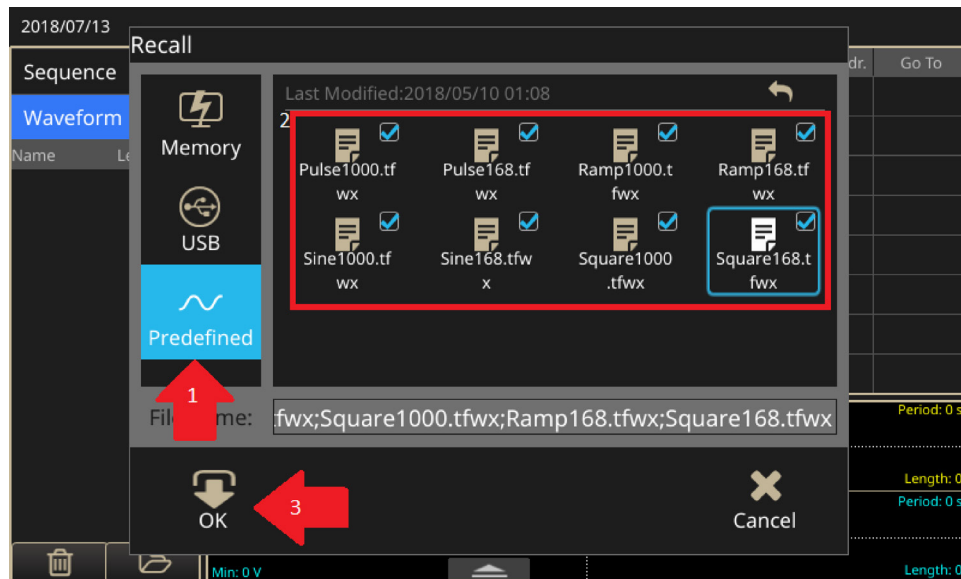 2018/07/13
Recall
Sequence
dr. Go To
Waveform
Name
Memory
Last Modified:2018/05/10 01:08
2
Pulse1000.tf
wx
Pulse168.tf
wx
Ramp1000.t
fwx
Ramp168.tf
wx
USB
Sine1000.tf
wx
Sine168.tfw
x
Square1000
.tfwx
Square168.t
fwx
Predefined
1
me:
:fwx;Square1000.tfwx;Ramp168.tfwx;Square168.tfwx
Period: 0 s
Length: 0
OK
3
Cancel
Period: 0 s
Min: 0 V
Length: 0